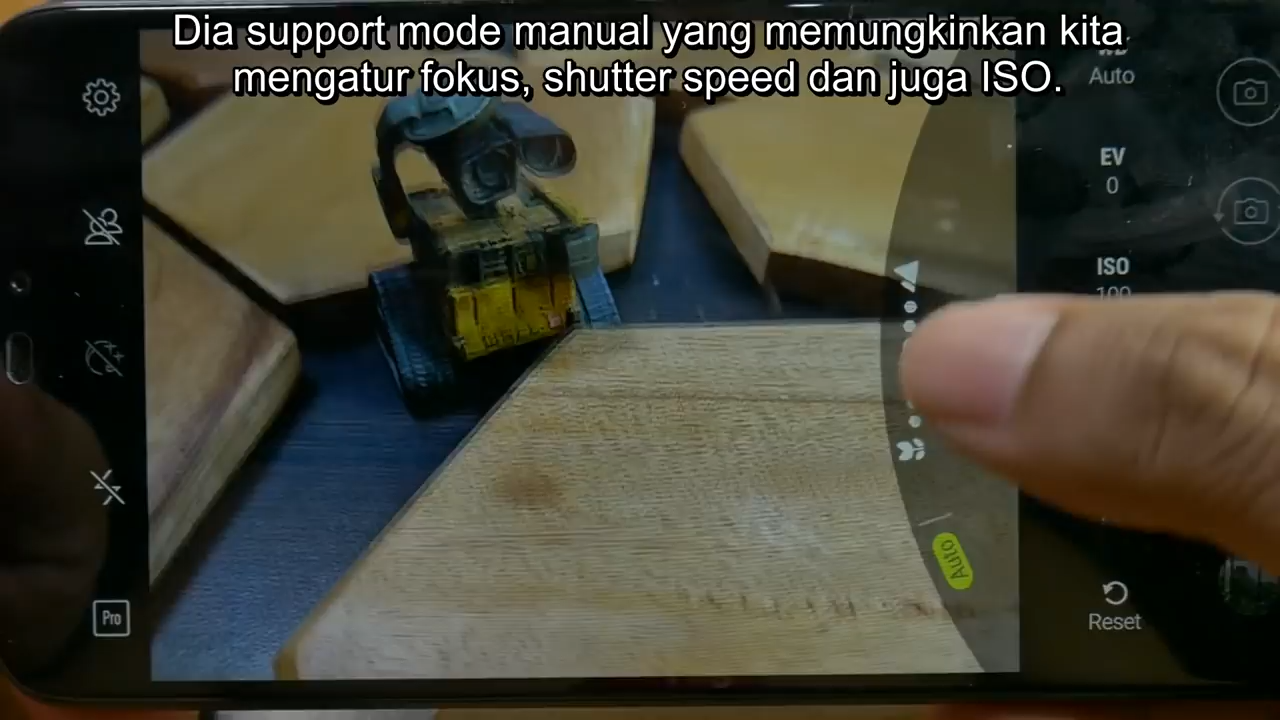 Dia support mode manual yang memungkinkan kita
mengatur fokus, shutter speed dan juga ISO.
Auto
EV
0
ISO
100
Auto
Pro
Reset